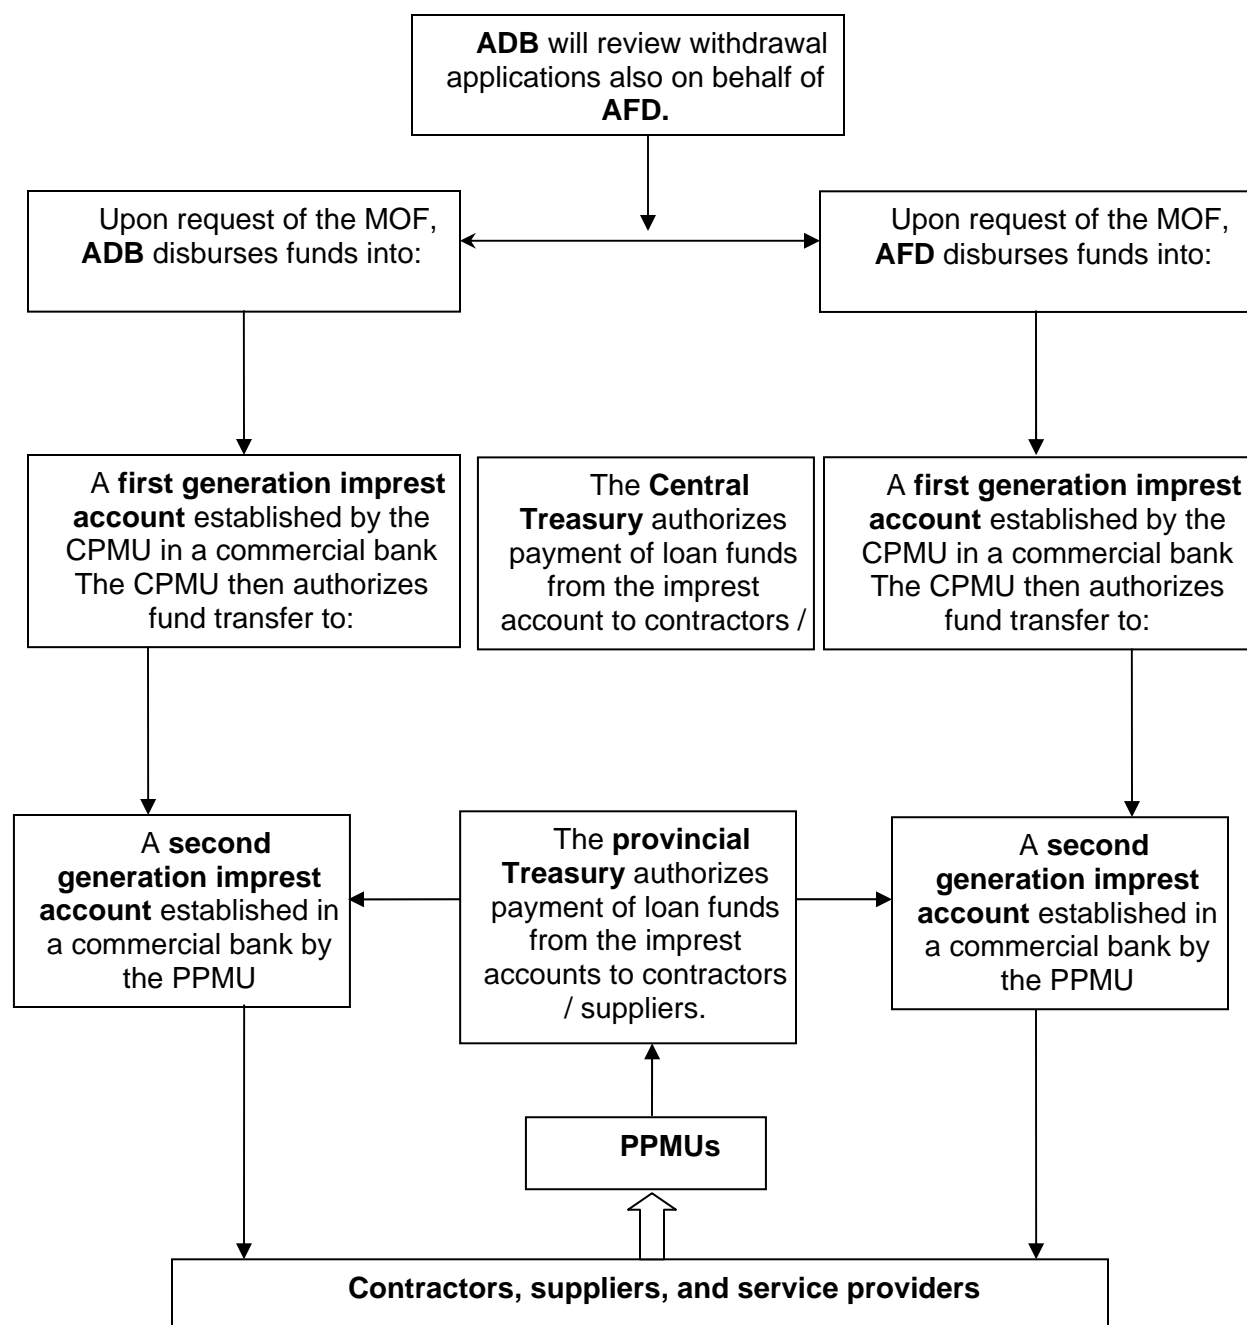 ADB will review withdrawal
applications also on behalf of
AFD.
Upon request of the MOF,
ADB disburses funds into:
Upon request of the MOF,
AFD disburses funds into:
A first generation imprest
account established by the
CPMU in a commercial bank
The CPMU then authorizes
fund transfer to:
The Central
Treasury authorizes
payment of loan funds
from the imprest
account to contractors /
A first generation imprest
account established by the
CPMU in a commercial bank
The CPMU then authorizes
fund transfer to:
A second
generation imprest
account established in
a commercial bank by
the PPMU
The provincial
Treasury authorizes
payment of loan funds
from the imprest
accounts to contractors
/ suppliers.
A second
generation imprest
account established in
a commercial bank by
the PPMU
PPMUs
Contractors, suppliers, and service providers